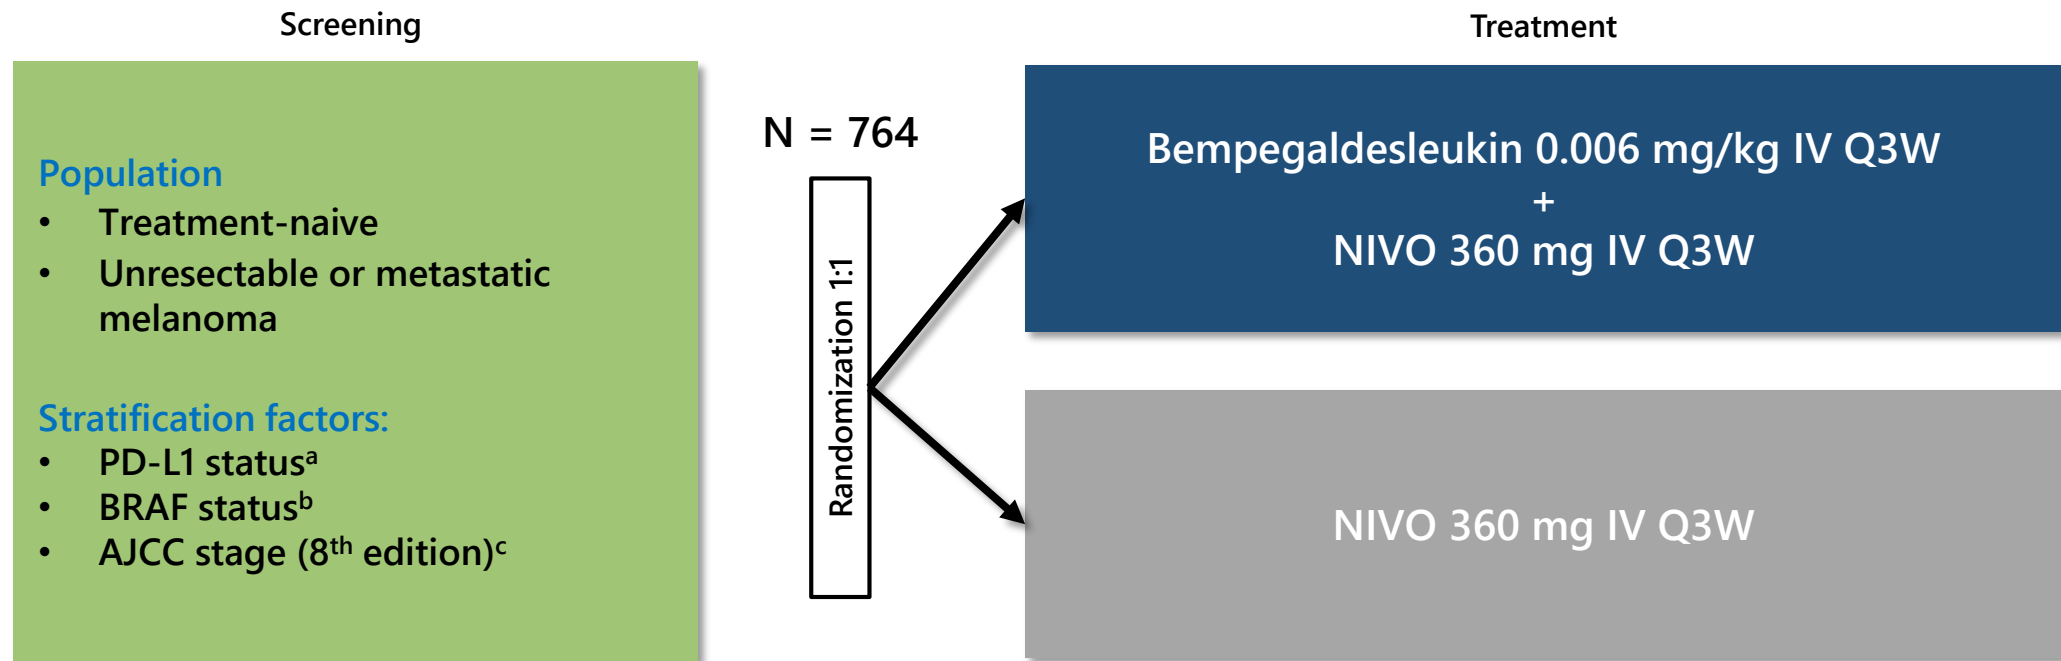 Screening
Population
• Treatment-naive
• Unresectable or metastatic
melanoma
Stratification factors:
• PD-L1 statusᵃ
• BRAF statusᵇ
• AJCC stage (8ᵗʰ edition)ᶜ
N = 764
Randomization 1:1
Treatment
Bempegaldesleukin 0.006 mg/kg IV Q3W
+
NIVO 360 mg IV Q3W
NIVO 360 mg IV Q3W